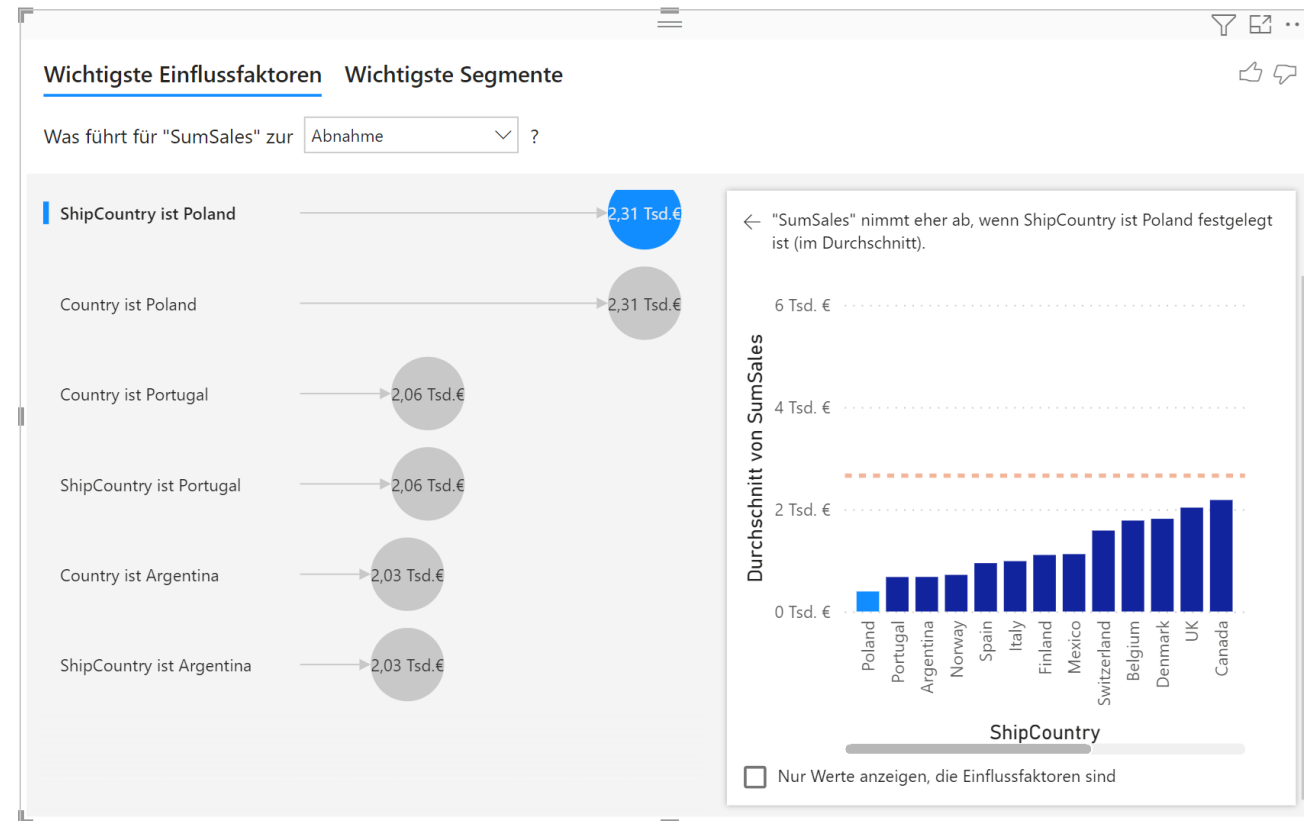 Wichtigste Einflussfaktoren Wichtigste Segmente
Was führt für "SumSales" zur Abnahme ?
ShipCountry ist Poland 2,31 Tsd.€
Country ist Poland 2,31 Tsd.€
Country ist Portugal 2,06 Tsd.€
ShipCountry ist Portugal 2,06 Tsd.€
Country ist Argentina 2,03 Tsd.€
ShipCountry ist Argentina 2,03 Tsd.€
"SumSales" nimmt eher ab, wenn ShipCountry ist Poland festgelegt
ist (im Durchschnitt).
Durchschnitt von SumSales
6 Tsd. €
4 Tsd. €
2 Tsd. €
0 Tsd. €
Poland
Portugal
Argentina
Norway
Spain
Italy
Finland
Mexico
Switzerland
Belgium
Denmark
UK
Canada
ShipCountry
Nur Werte anzeigen, die Einflussfaktoren sind